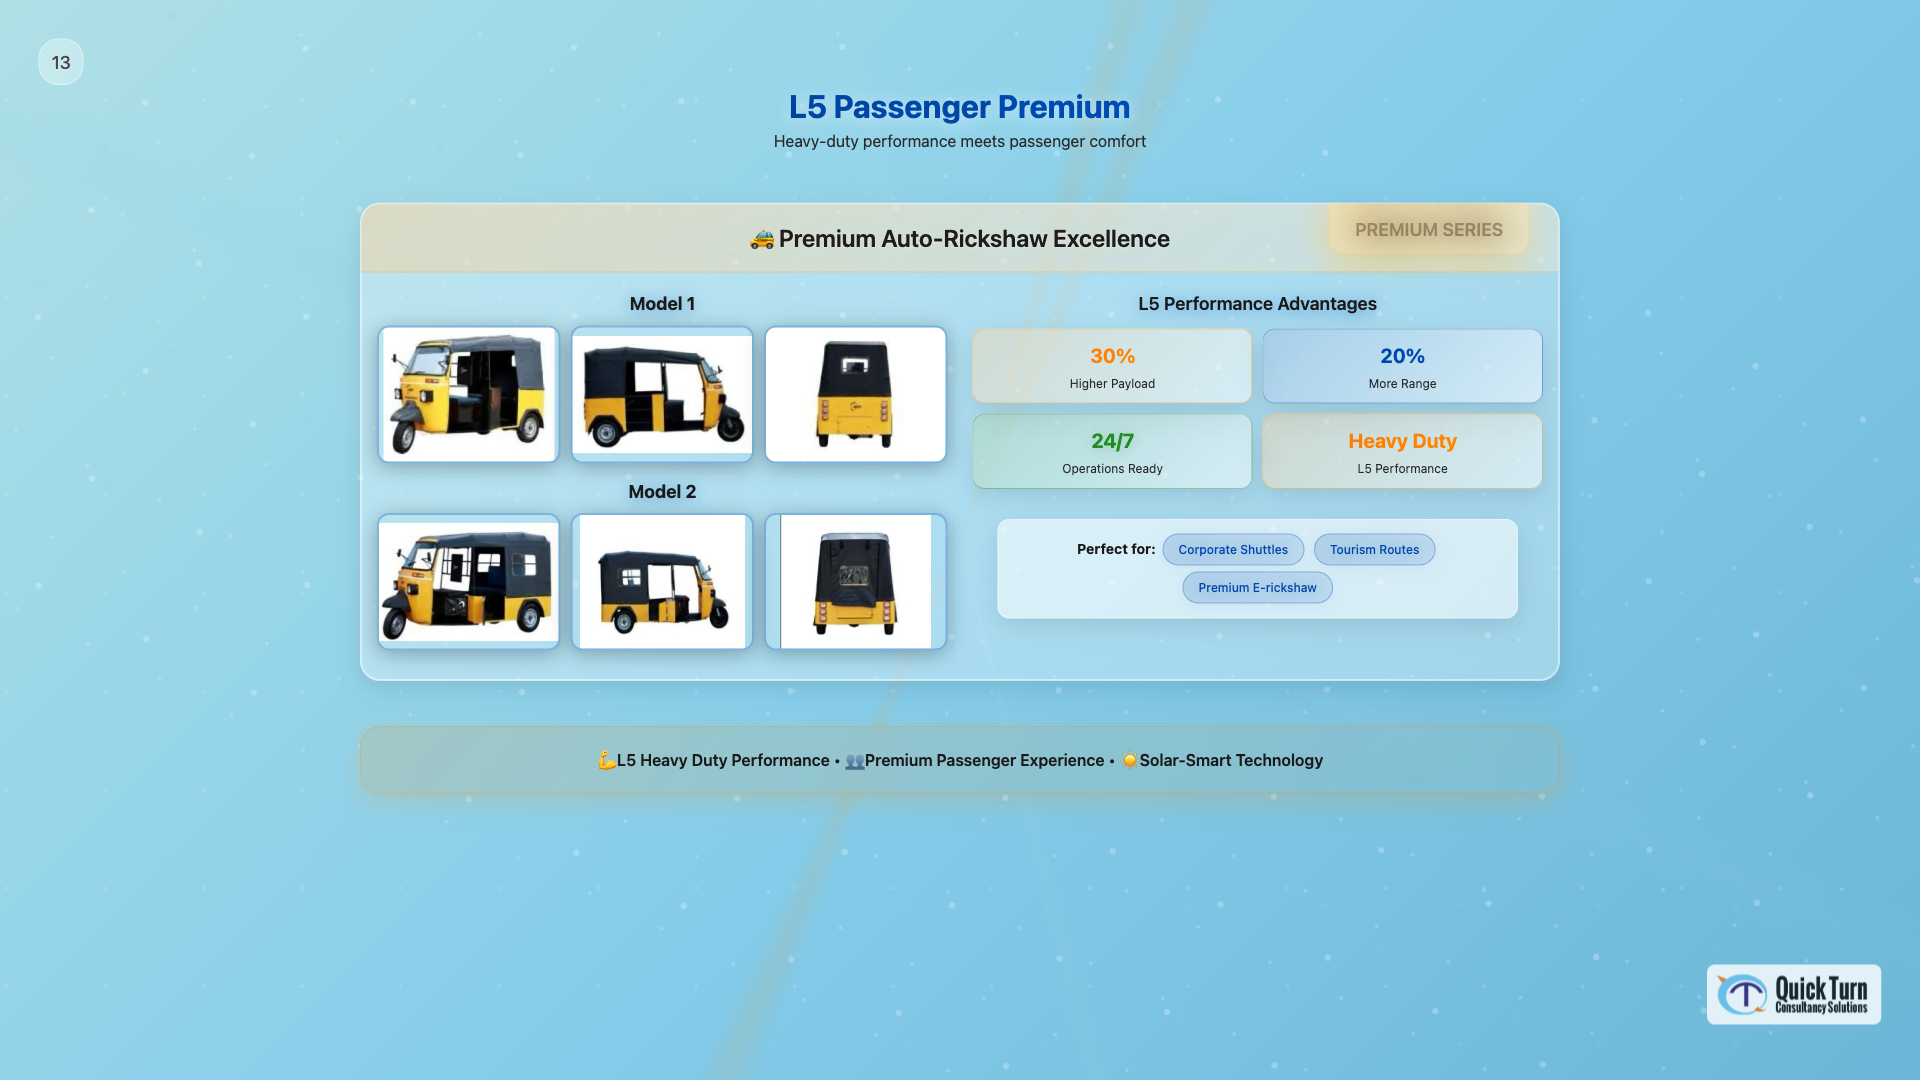 13
L5 Passenger Premium
Heavy-duty performance meets passenger comfort
🚕 Premium Auto-Rickshaw Excellence
PREMIUM SERIES
Model 1
Model 2
L5 Performance Advantages
30%
Higher Payload
20%
More Range
24/7
Operations Ready
Heavy Duty
L5 Performance
Perfect for: Corporate Shuttles Tourism Routes
Premium E-rickshaw
💪L5 Heavy Duty Performance • 👥Premium Passenger Experience • ☀️Solar-Smart Technology
Quick Turn
Consultancy Solutions